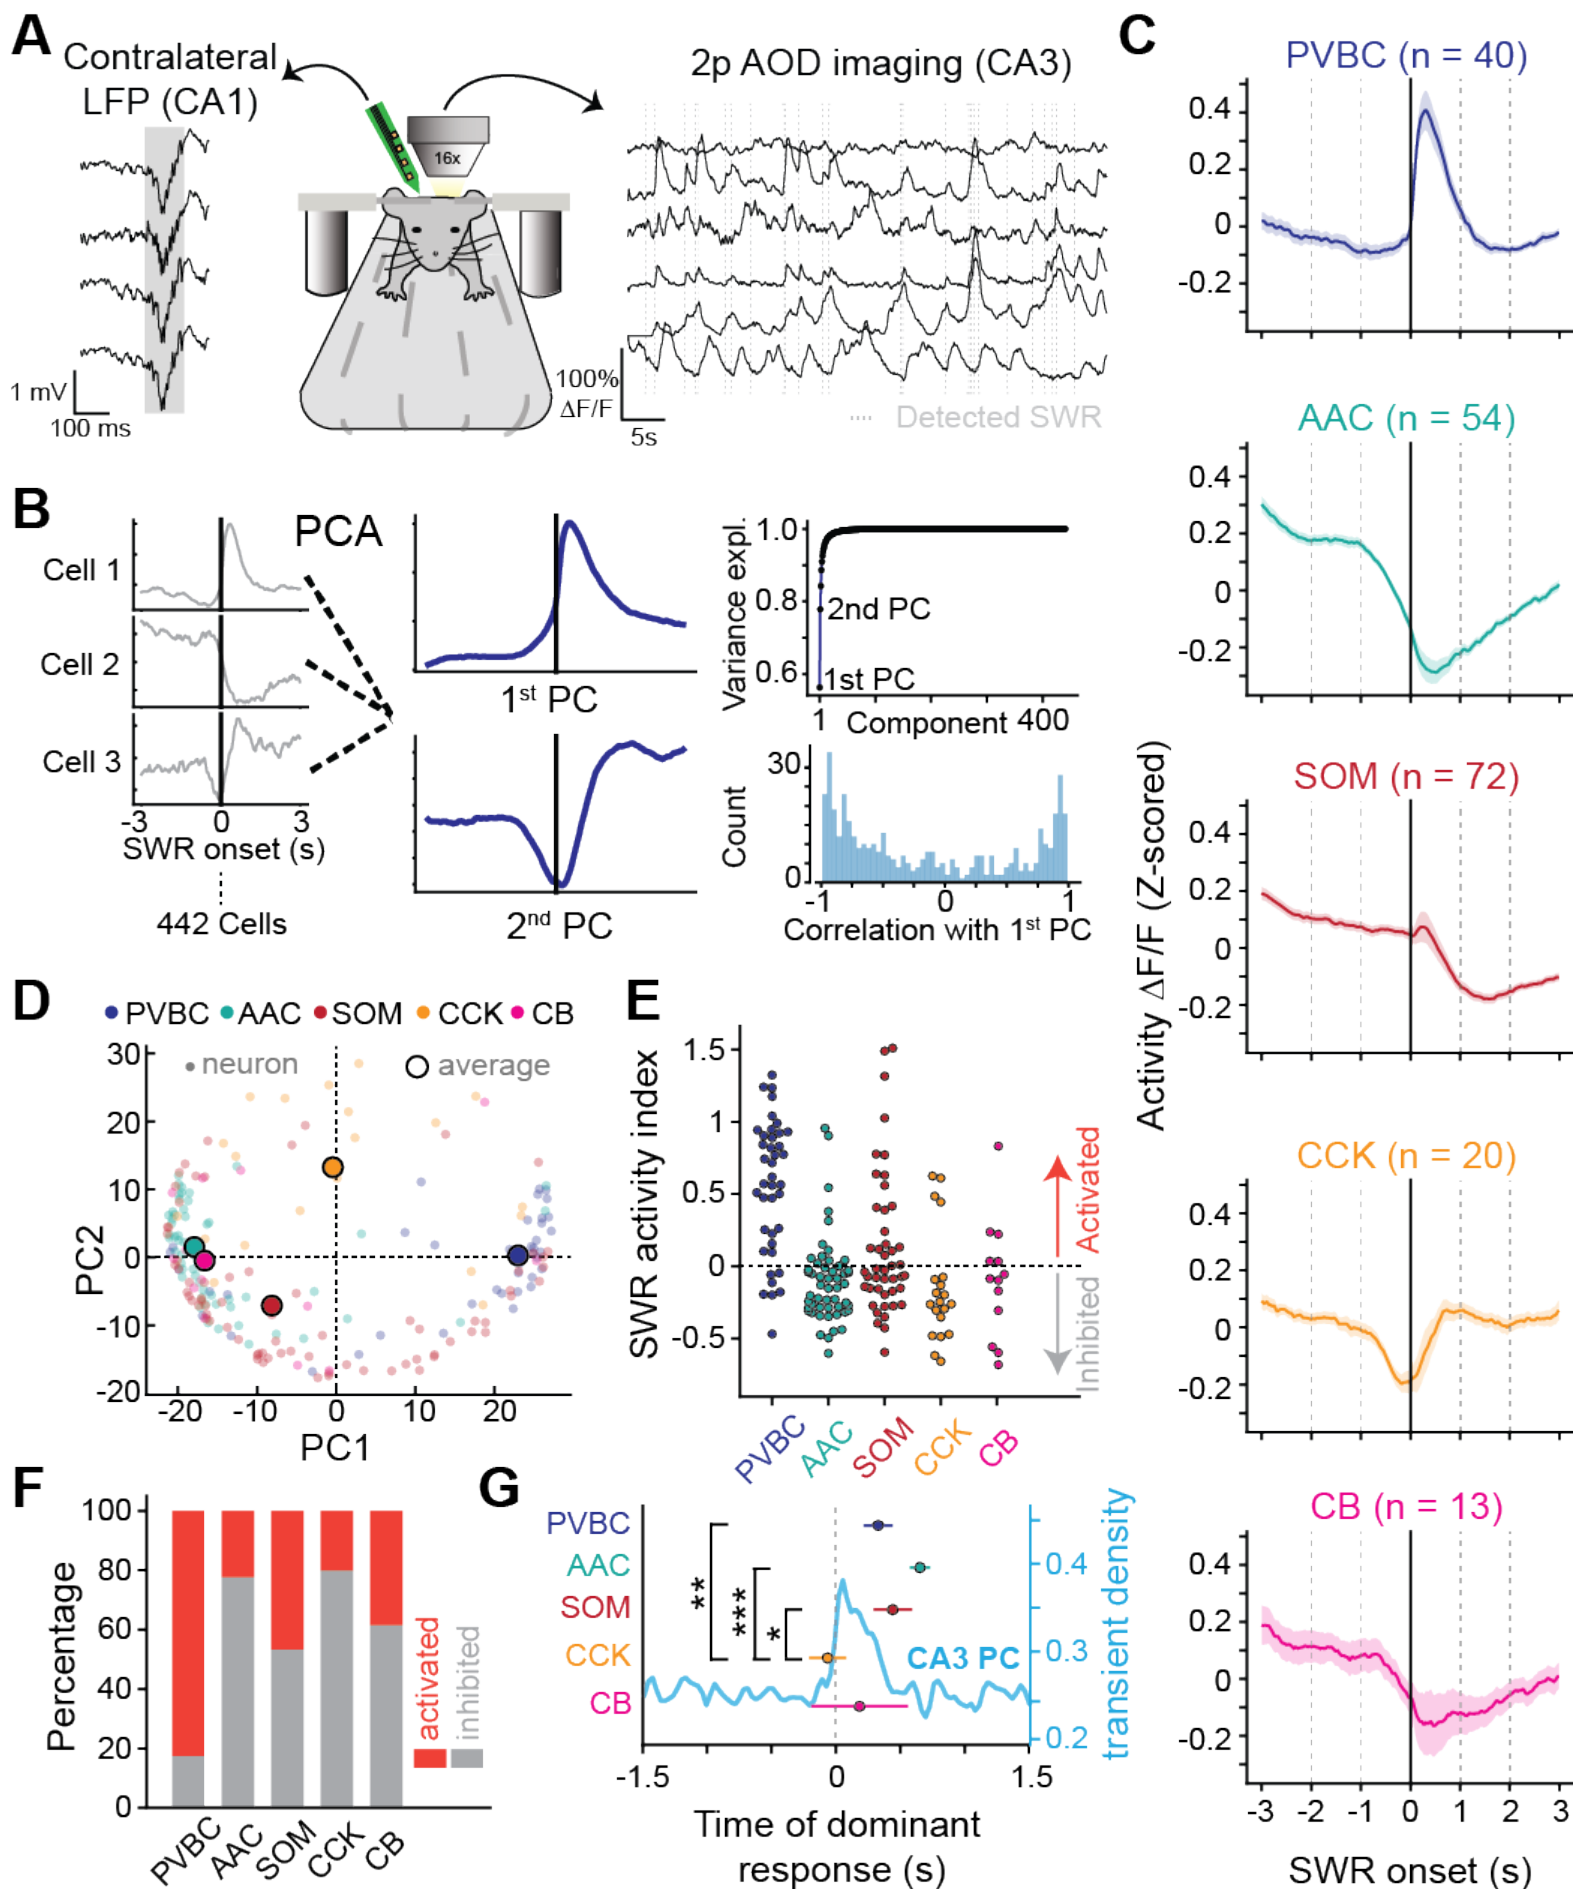 A
Contralateral
LFP (CA1)
1 mV
100 ms
16x
2p AOD imaging (CA3)
100%
ΔF/F
5s
Detected SWR
B
Cell 1
Cell 2
Cell 3
-3 0 3
SWR onset (s)
442 Cells
PCA
1st PC
2nd PC
Variance expl.
1.0
0.8
0.6
2nd PC
1st PC
1 Component 400
Count
30
0
-1 0 1
Correlation with 1st PC
C
Activity ΔF/F (Z-scored)
PVBC (n = 40)
0.4
0.2
0
-0.2
AAC (n = 54)
0.4
0.2
0
-0.2
SOM (n = 72)
0.4
0.2
0
-0.2
CCK (n = 20)
0.4
0.2
0
-0.2
CB (n = 13)
0.2
0
-0.2
-3 -2 -1 0 1 2 3
SWR onset (s)
D
PVBC AAC SOM CCK CB
neuron average
PC2
30
20
10
0
-10
-20
-20 -10 0 10 20
PC1
E
SWR activity index
1.5
1
0.5
0
-0.5
Activated
Inhibited
PVBC AAC SOM CCK CB
F
Percentage
100
80
60
40
20
0
activated
inhibited
PVBC AAC SOM CCK CB
G
PVBC
AAC
SOM
CCK
CB
**
***
*
CA3 PC
0.4
0.3
0.2
transient density
-1.5 0 1.5
Time of dominant
response (s)